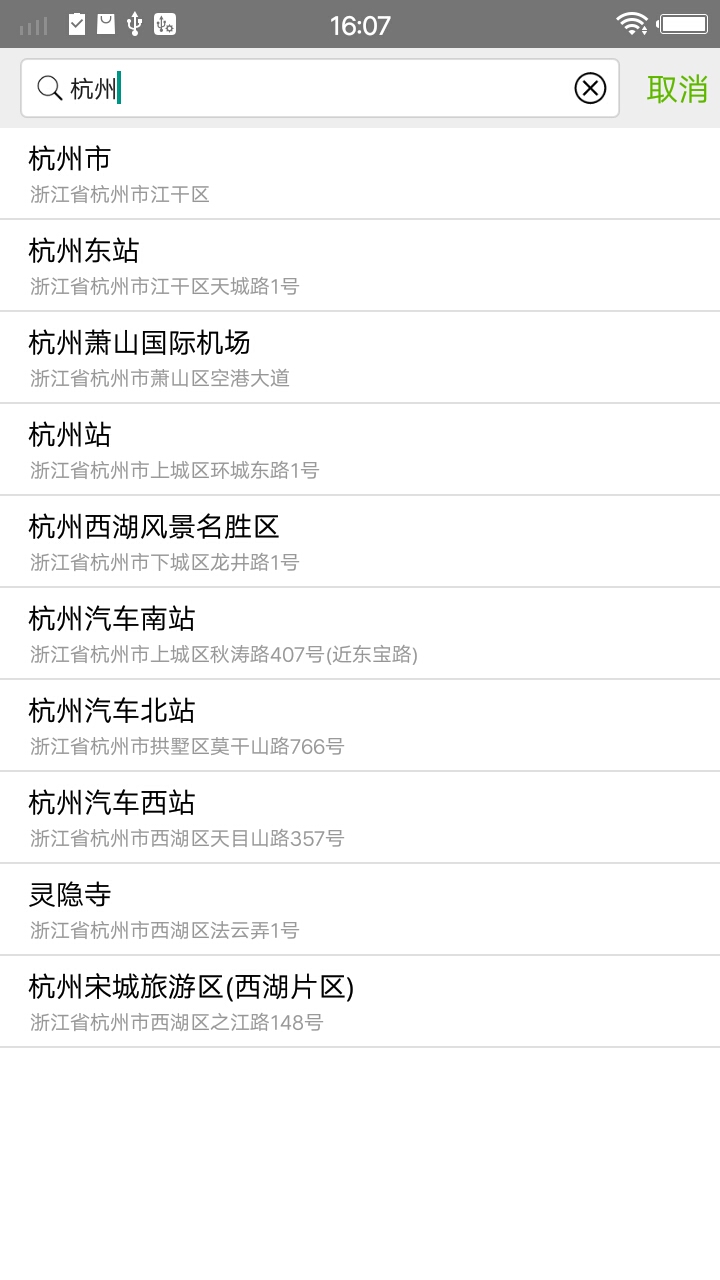 16:07
杭州
取消
杭州市
浙江省杭州市江干区
杭州东站
浙江省杭州市江干区天城路1号
杭州萧山国际机场
浙江省杭州市萧山区空港大道
杭州站
浙江省杭州市上城区环城东路1号
杭州西湖风景名胜区
浙江省杭州市下城区龙井路1号
杭州汽车南站
浙江省杭州市上城区秋涛路407号(近东宝路)
杭州汽车北站
浙江省杭州市拱墅区莫干山路766号
杭州汽车西站
浙江省杭州市西湖区天目山路357号
灵隐寺
浙江省杭州市西湖区法云弄1号
杭州宋城旅游区(西湖片区)
浙江省杭州市西湖区之江路148号